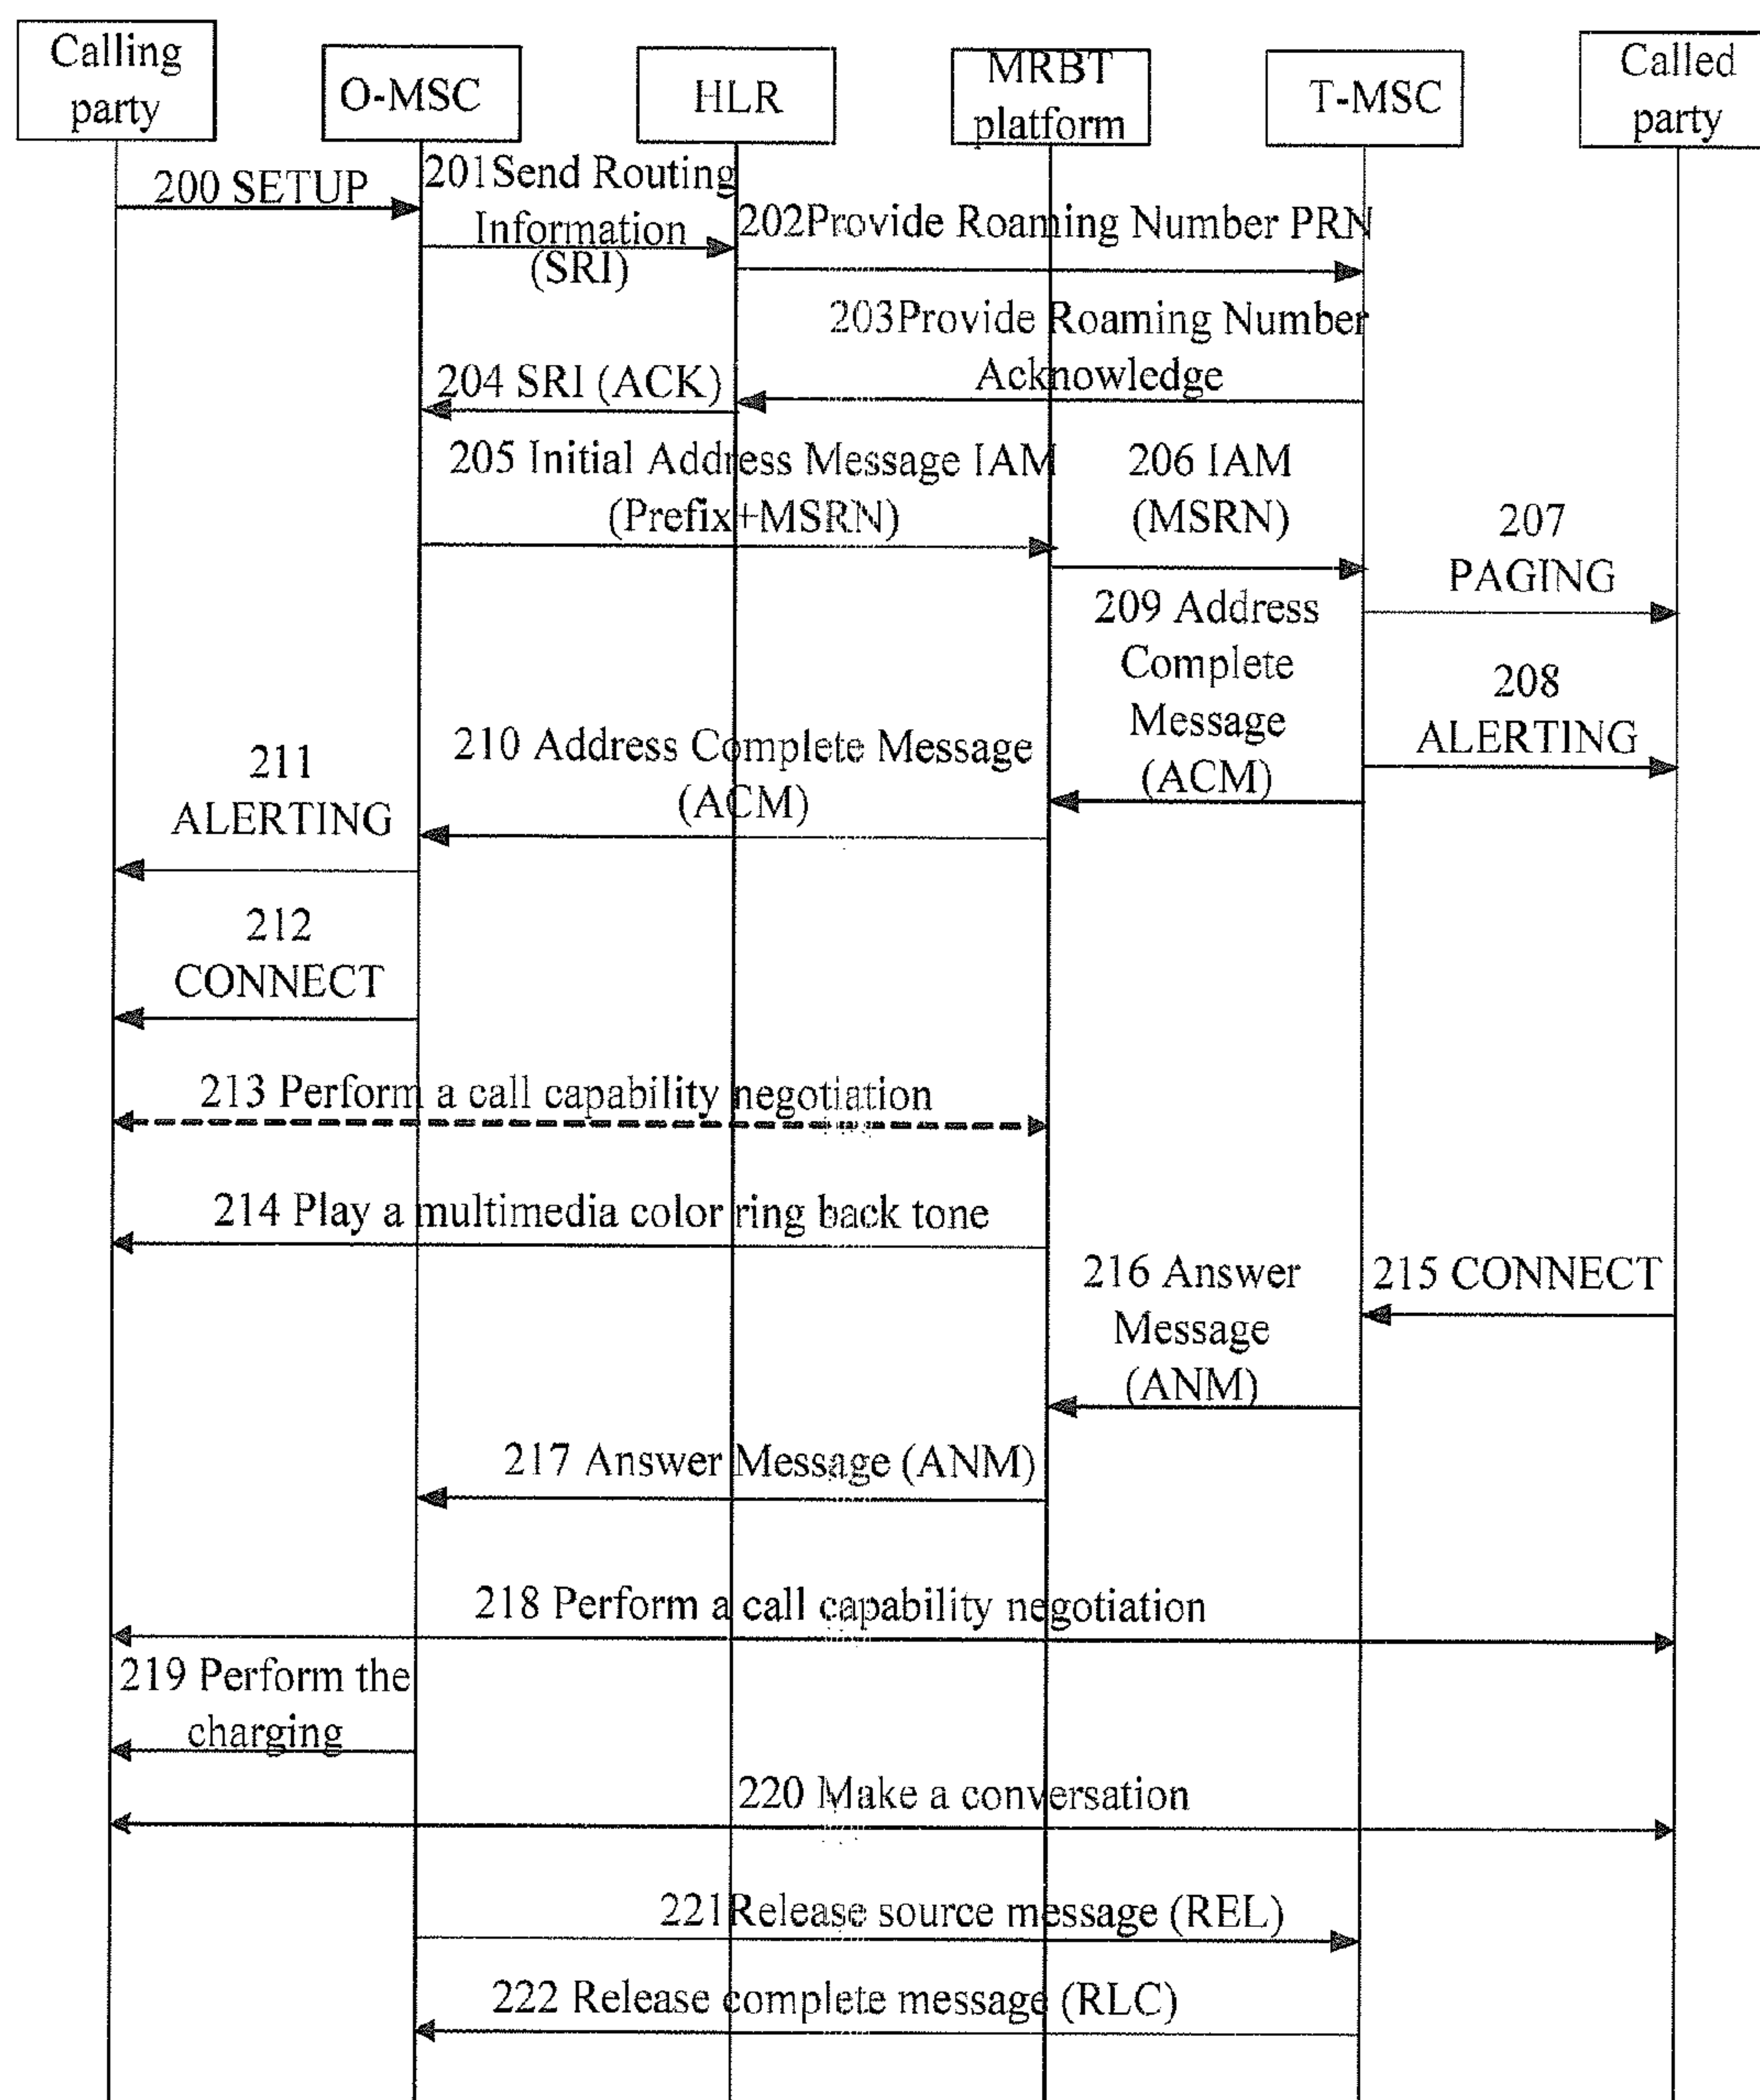 Calling
party
O-MSC
HLR
MRBT
platform
T-MSC
Called
party
200 SETUP
201Send Routing
Information
(SRI)
202Provide Roaming Number PRN
203Provide Roaming Number
Acknowledge
204 SRI (ACK)
205 Initial Address Message IAM
(Prefix+MSRN)
206 IAM
(MSRN)
207
PAGING
208
ALERTING
209 Address
Complete
Message
(ACM)
210 Address Complete Message
(ACM)
211
ALERTING
212
CONNECT
213 Perform a call capability negotiation
214 Play a multimedia color ring back tone
215 CONNECT
216 Answer
Message
(ANM)
217 Answer Message (ANM)
218 Perform a call capability negotiation
219 Perform the
charging
220 Make a conversation
221Release source message (REL)
222 Release complete message (RLC)